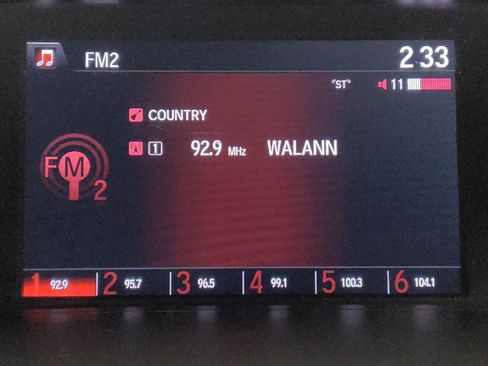 FM2 2:33
"ST" 11
COUNTRY
1 92.9 MHz WALANN
FM 2
1 92.9 2 95.7 3 96.5 4 99.1 5 100.3 6 104.1